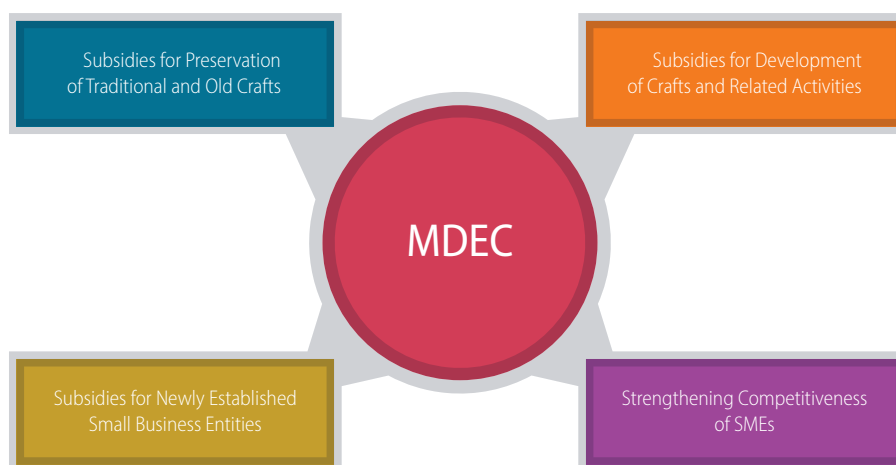 Subsidies for Preservation
of Traditional and Old Crafts
Subsidies for Development
of Crafts and Related Activities
MDEC
Subsidies for Newly Established
Small Business Entities
Strengthening Competitiveness
of SMEs